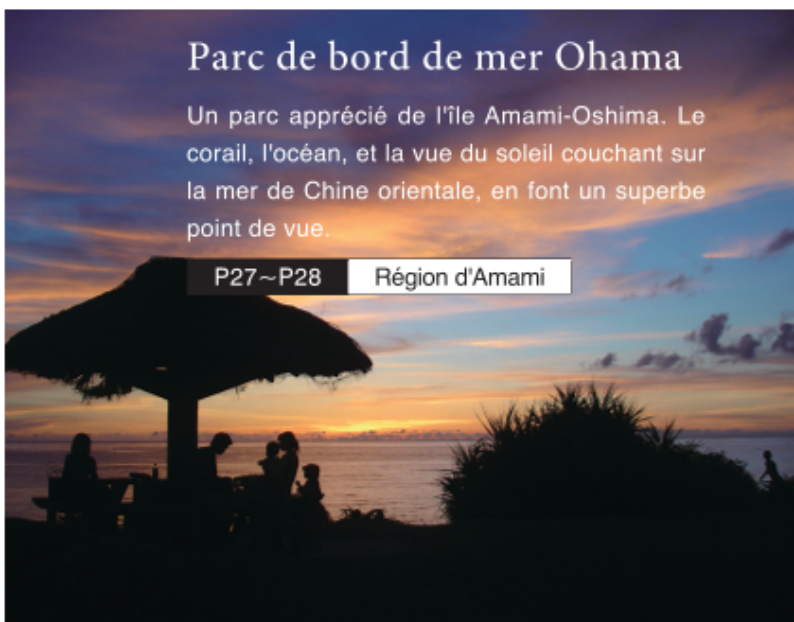 Parc de bord de mer Ohama
Un parc apprécié de l'île Amami-Oshima. Le
corail, l'océan, et la vue du soleil couchant sur
la mer de Chine orientale, en font un superbe
point de vue.
P27~P28 Région d'Amami